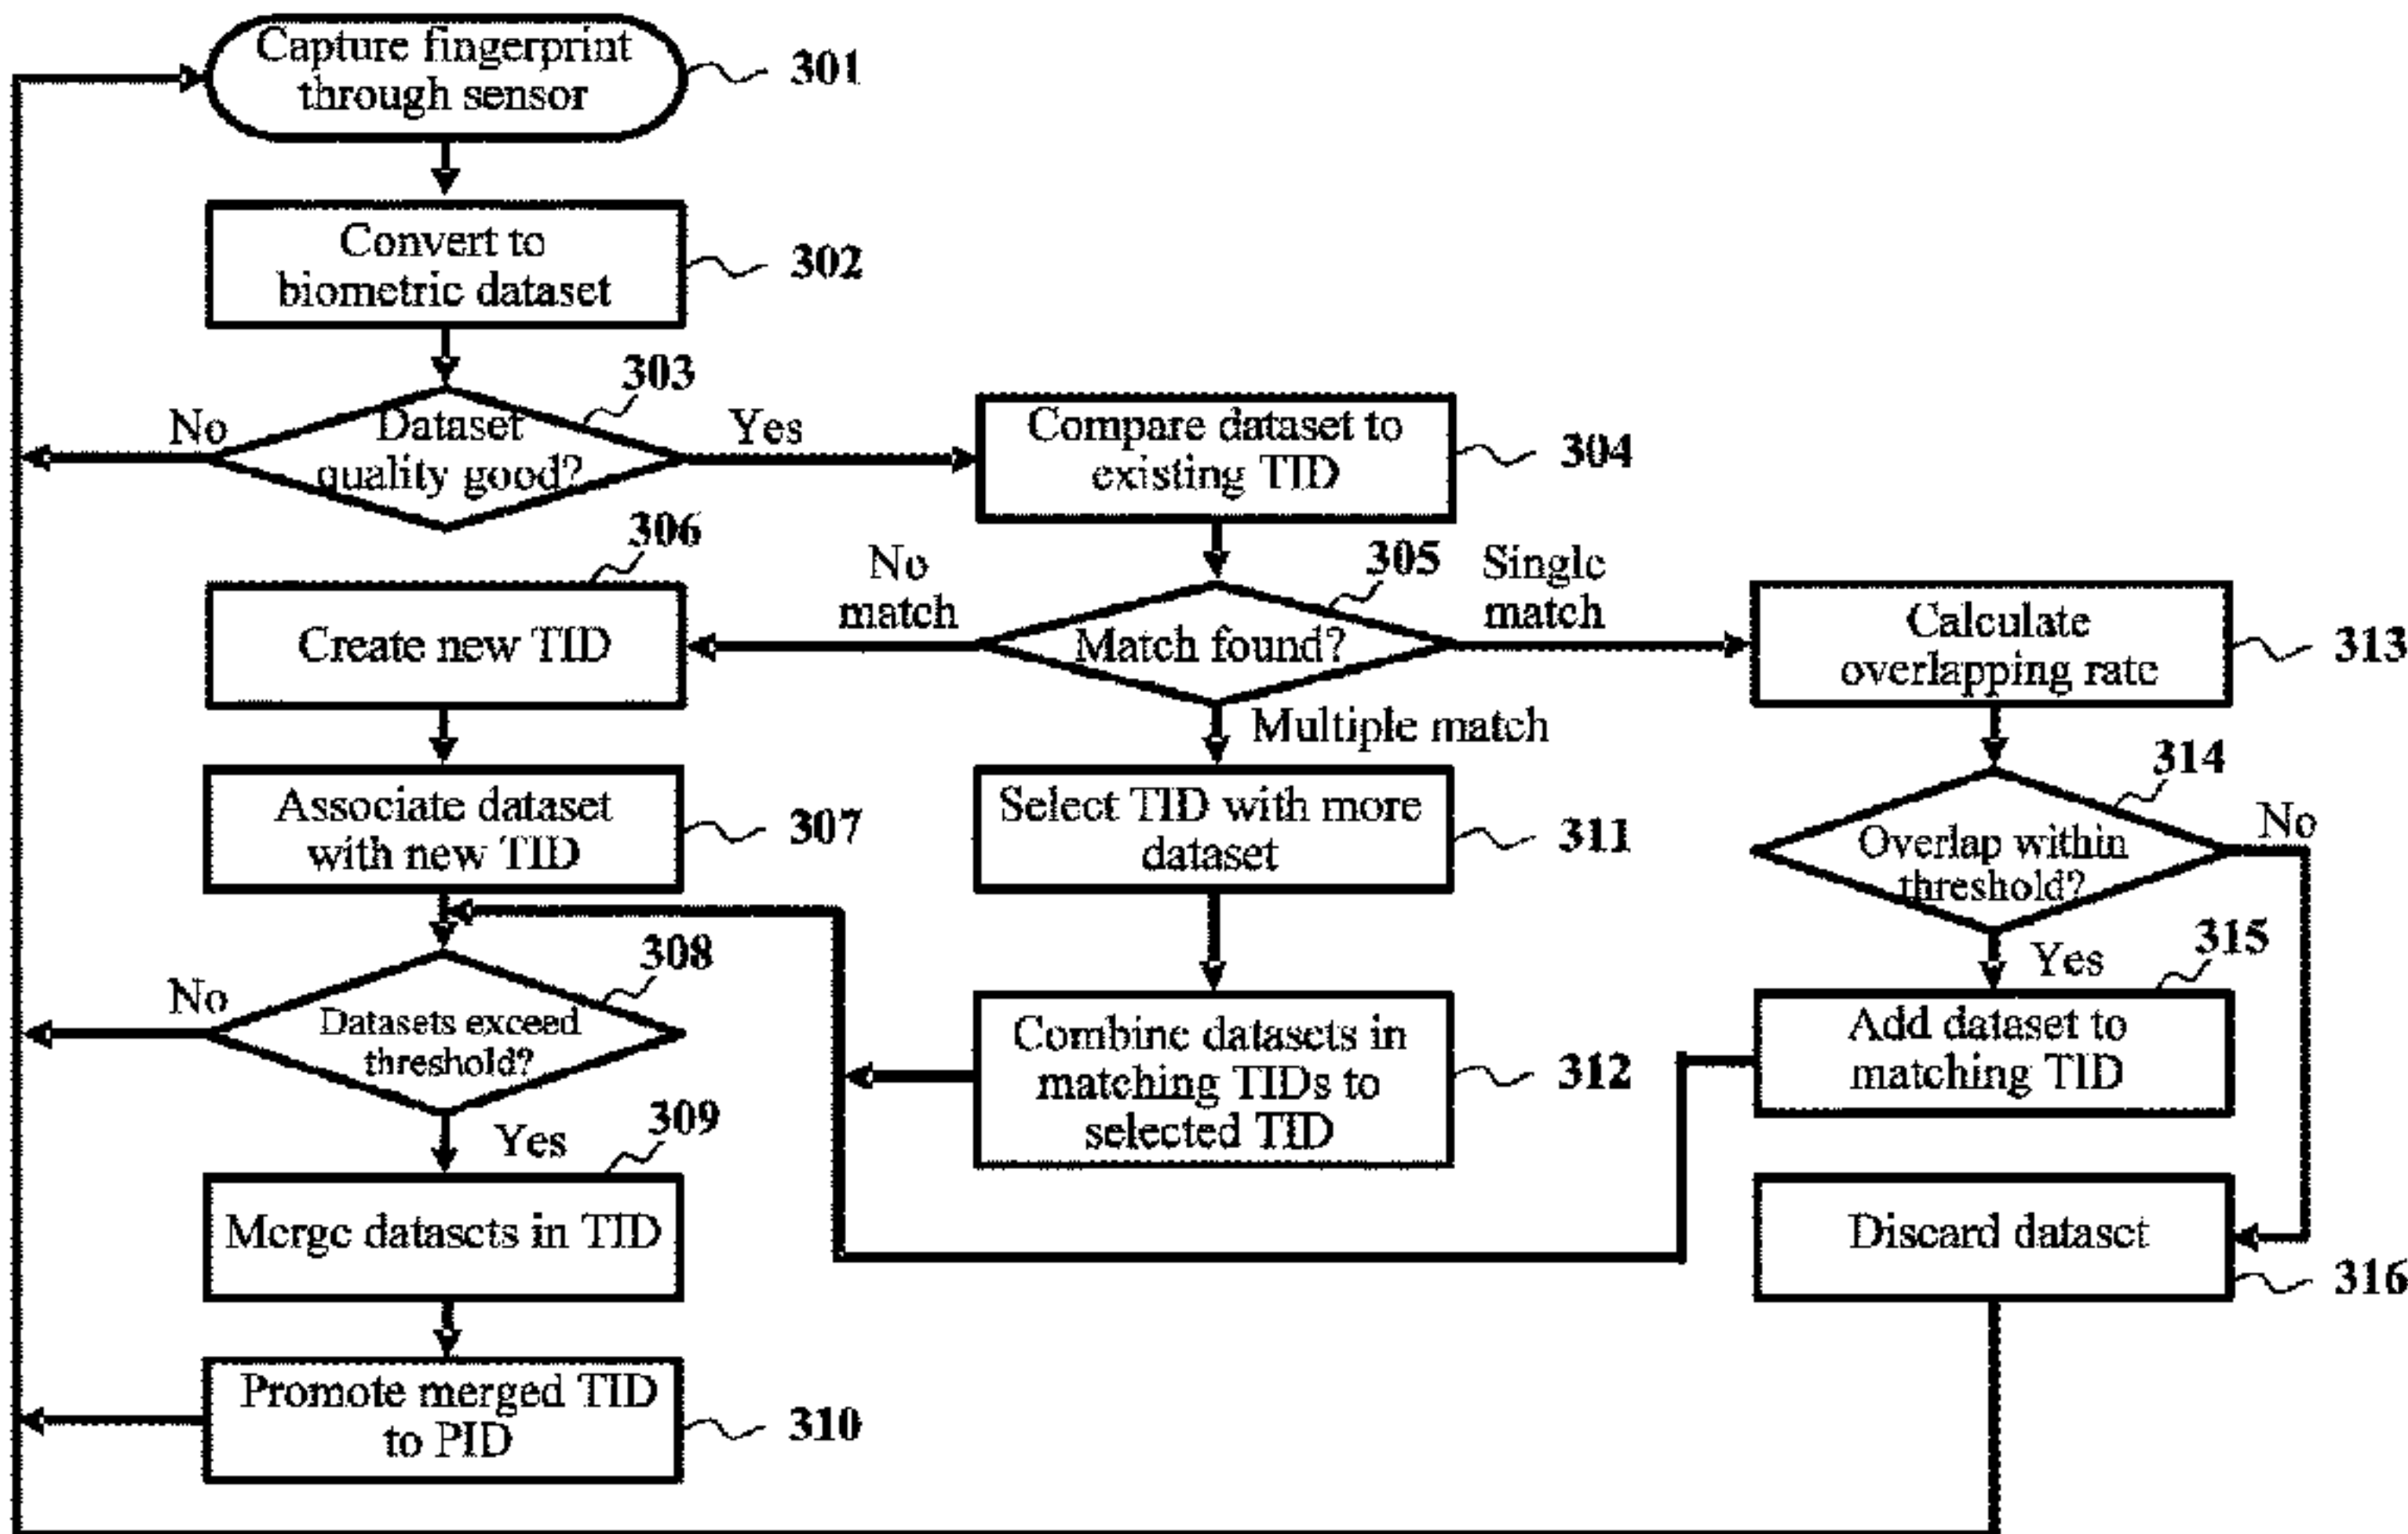 Capture fingerprint
through sensor
301
Convert to
biometric dataset
302
303
No
Dataset
quality good?
Yes
Compare dataset to
existing TID
304
306
Create new TID
No
match
305
Match found?
Single
match
Calculate
overlapping rate
313
Multiple match
Associate dataset
with new TID
307
Select TID with more
dataset
311
314
Overlap within
threshold?
No
308
No
Datasets exceed
threshold?
Yes
Combine datasets in
matching TIDs to
selected TID
312
Yes
315
Add dataset to
matching TID
309
Merge datasets in TID
Discard dataset
316
Promote merged TID
to PID
310